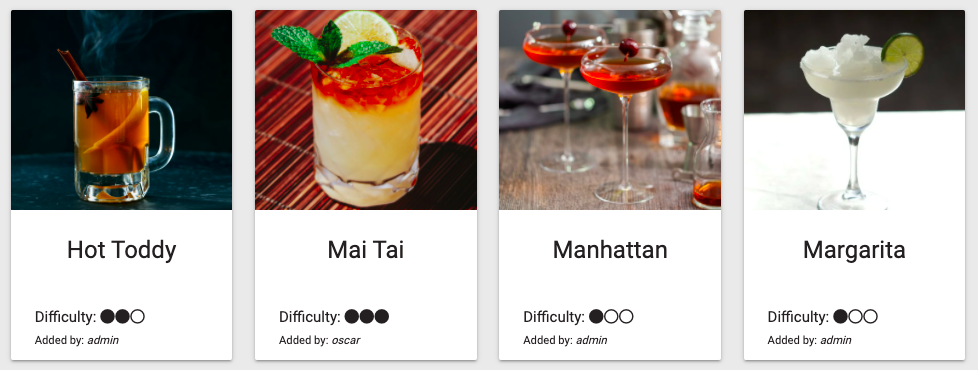 Hot Toddy
Difficulty: ●●○
Added by: admin
Mai Tai
Difficulty: ●●●
Added by: oscar
Manhattan
Difficulty: ●○○
Added by: admin
Margarita
Difficulty: ●○○
Added by: admin